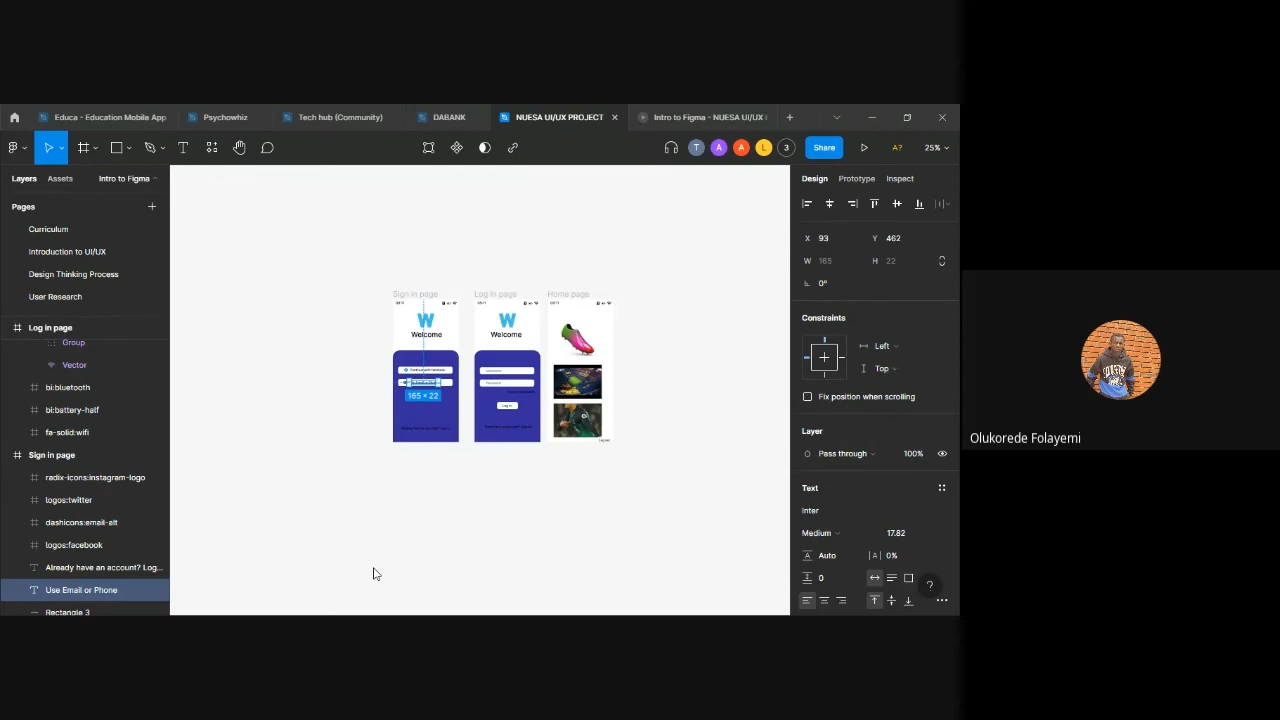 Educa - Education Mobile App
Psychowhiz
Tech hub (Community)
DABANK
NUESA UI/UX PROJECT
Intro to Figma - NUESA UI/UX
T
A
A
L
3
Share
A?
25%
Layers
Assets
Intro to Figma
Design
Prototype
Inspect
Pages
Curriculum
Introduction to UI/UX
Design Thinking Process
User Research
Log in page
Group
Vector
bi:bluetooth
bi:battery-half
fa-solid:wifi
Sign in page
radix-icons:instagram-logo
logos:twitter
dashicons:email-alt
logos:facebook
Already have an account? Log...
Use Email or Phone
Rectangle 3
Sign in page
Log in page
Home page
W
Welcome
W
Welcome
165 × 22
Log in
X 93
Y 462
W 165
H 22
0°
Constraints
Left
Top
Fix position when scrolling
Layer
Pass through
100%
Text
Inter
Medium
17.82
Auto
|A| 0%
0
?
Olukorede Folayemi